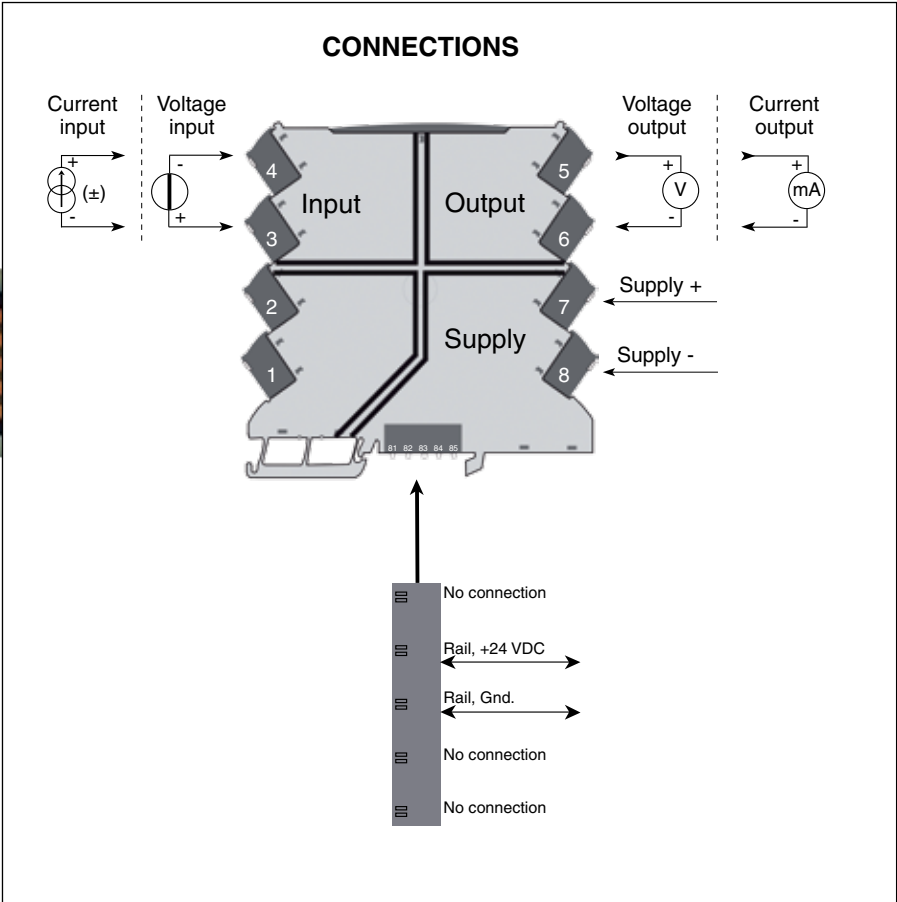 CONNECTIONS
Current
input
Voltage
input
Voltage
output
Current
output
+
(±)
-
-
+
4
3
2
1
Input
Output
Supply
5
6
7
8
+
V
-
+
mA
-
Supply +
Supply -
81 82 83 84 85
No connection
Rail, +24 VDC
Rail, Gnd.
No connection
No connection